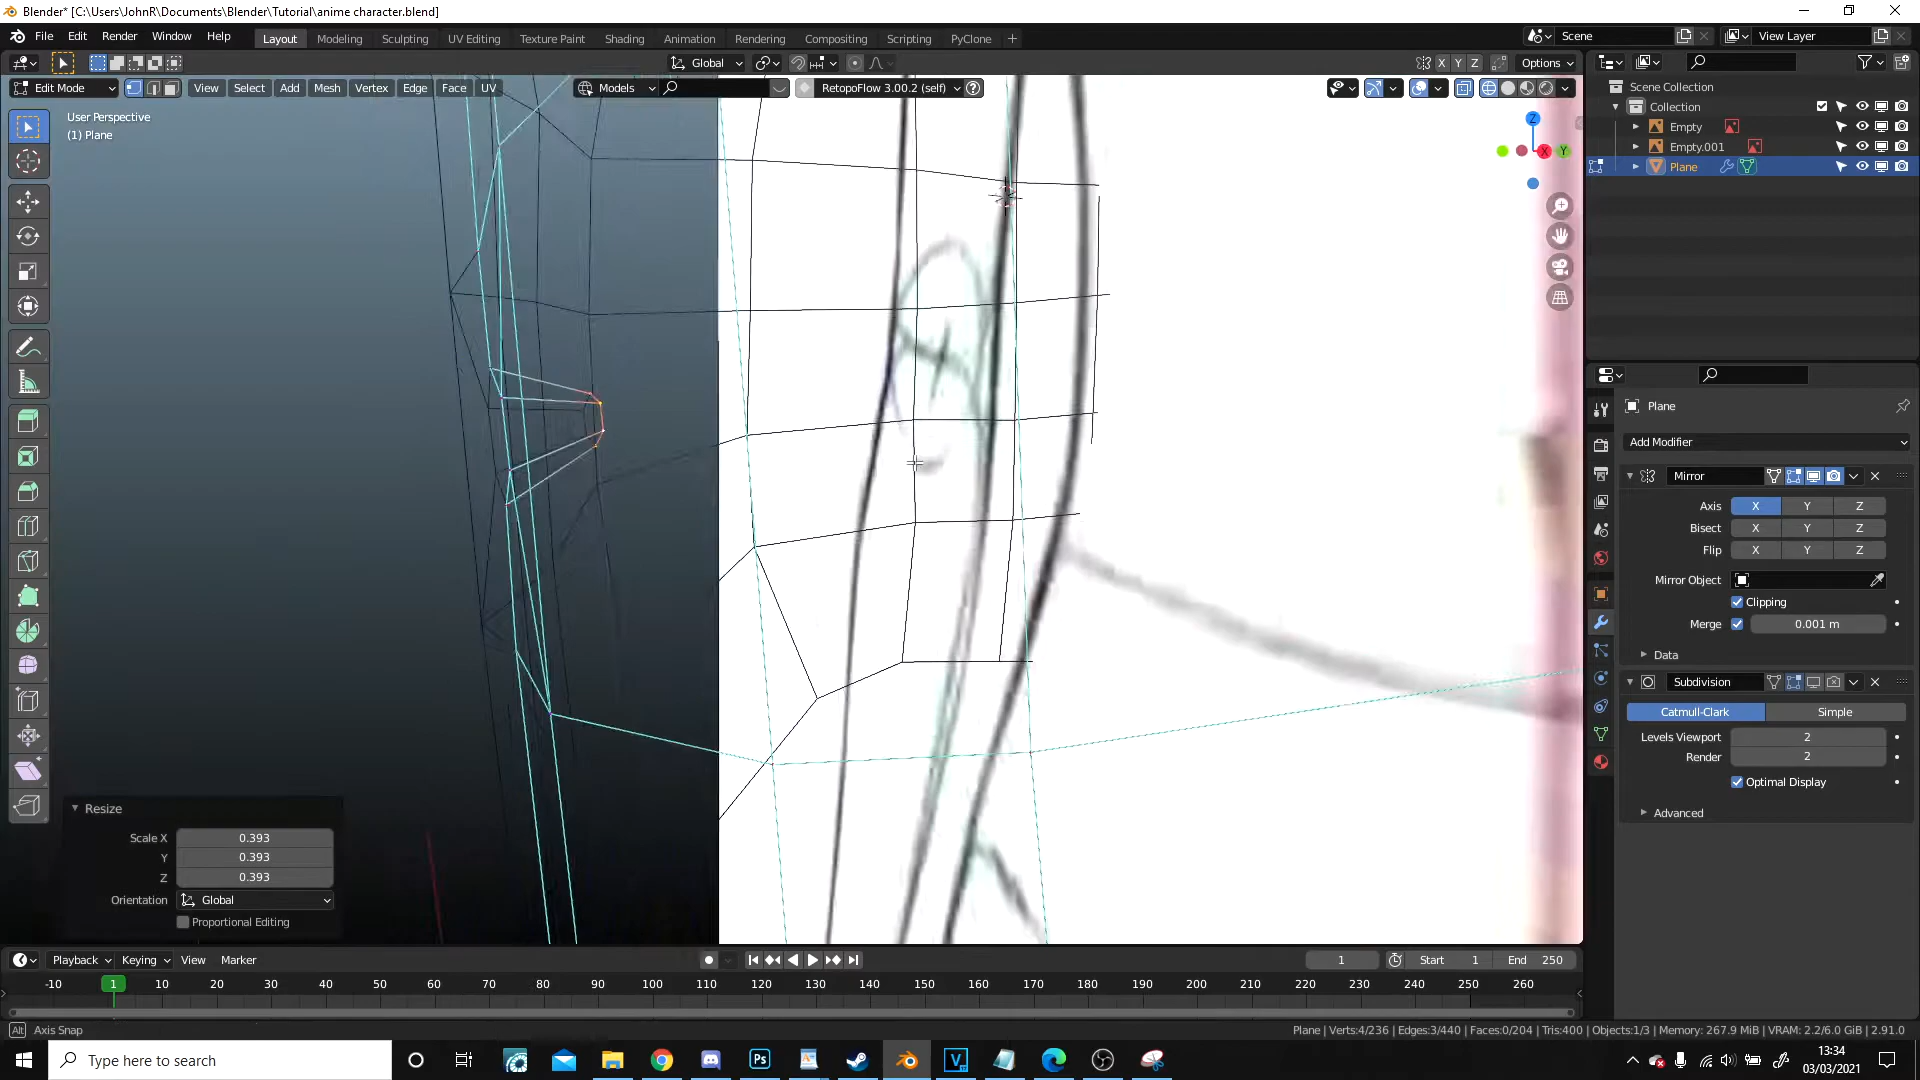 Blender* [C:\Users\JohnR\Documents\Blender\Tutorial\anime character.blend]
File Edit Render Window Help Layout Modeling Sculpting UV Editing Texture Paint Shading Animation Rendering Compositing Scripting PyClone + Scene View Layer
Global X Y Z Options
Edit Mode View Select Add Mesh Vertex Edge Face UV Models RetopoFlow 3.00.2 (self)
User Perspective
(1) Plane
Z
X
Y
Scene Collection
Collection
Empty
Empty.001
Plane
Plane
Add Modifier
Mirror
Axis X Y Z
Bisect X Y Z
Flip X Y Z
Mirror Object
Clipping
Merge 0.001 m
Data
Subdivision
Catmull-Clark Simple
Levels Viewport 2
Render 2
Optimal Display
Advanced
Resize
Scale X 0.393
Y 0.393
Z 0.393
Orientation Global
Proportional Editing
Playback Keying View Marker 1 Start 1 End 250
-10 1 10 20 30 40 50 60 70 80 90 100 110 120 130 140 150 160 170 180 190 200 210 220 230 240 250 260
Alt Axis Snap
Plane | Verts:4/236 | Edges:3/440 | Faces:0/204 | Tris:400 | Objects:1/3 | Memory: 267.9 MiB | VRAM: 2.2/6.0 GiB | 2.91.0
Type here to search
Ps
V
13:34
03/03/2021